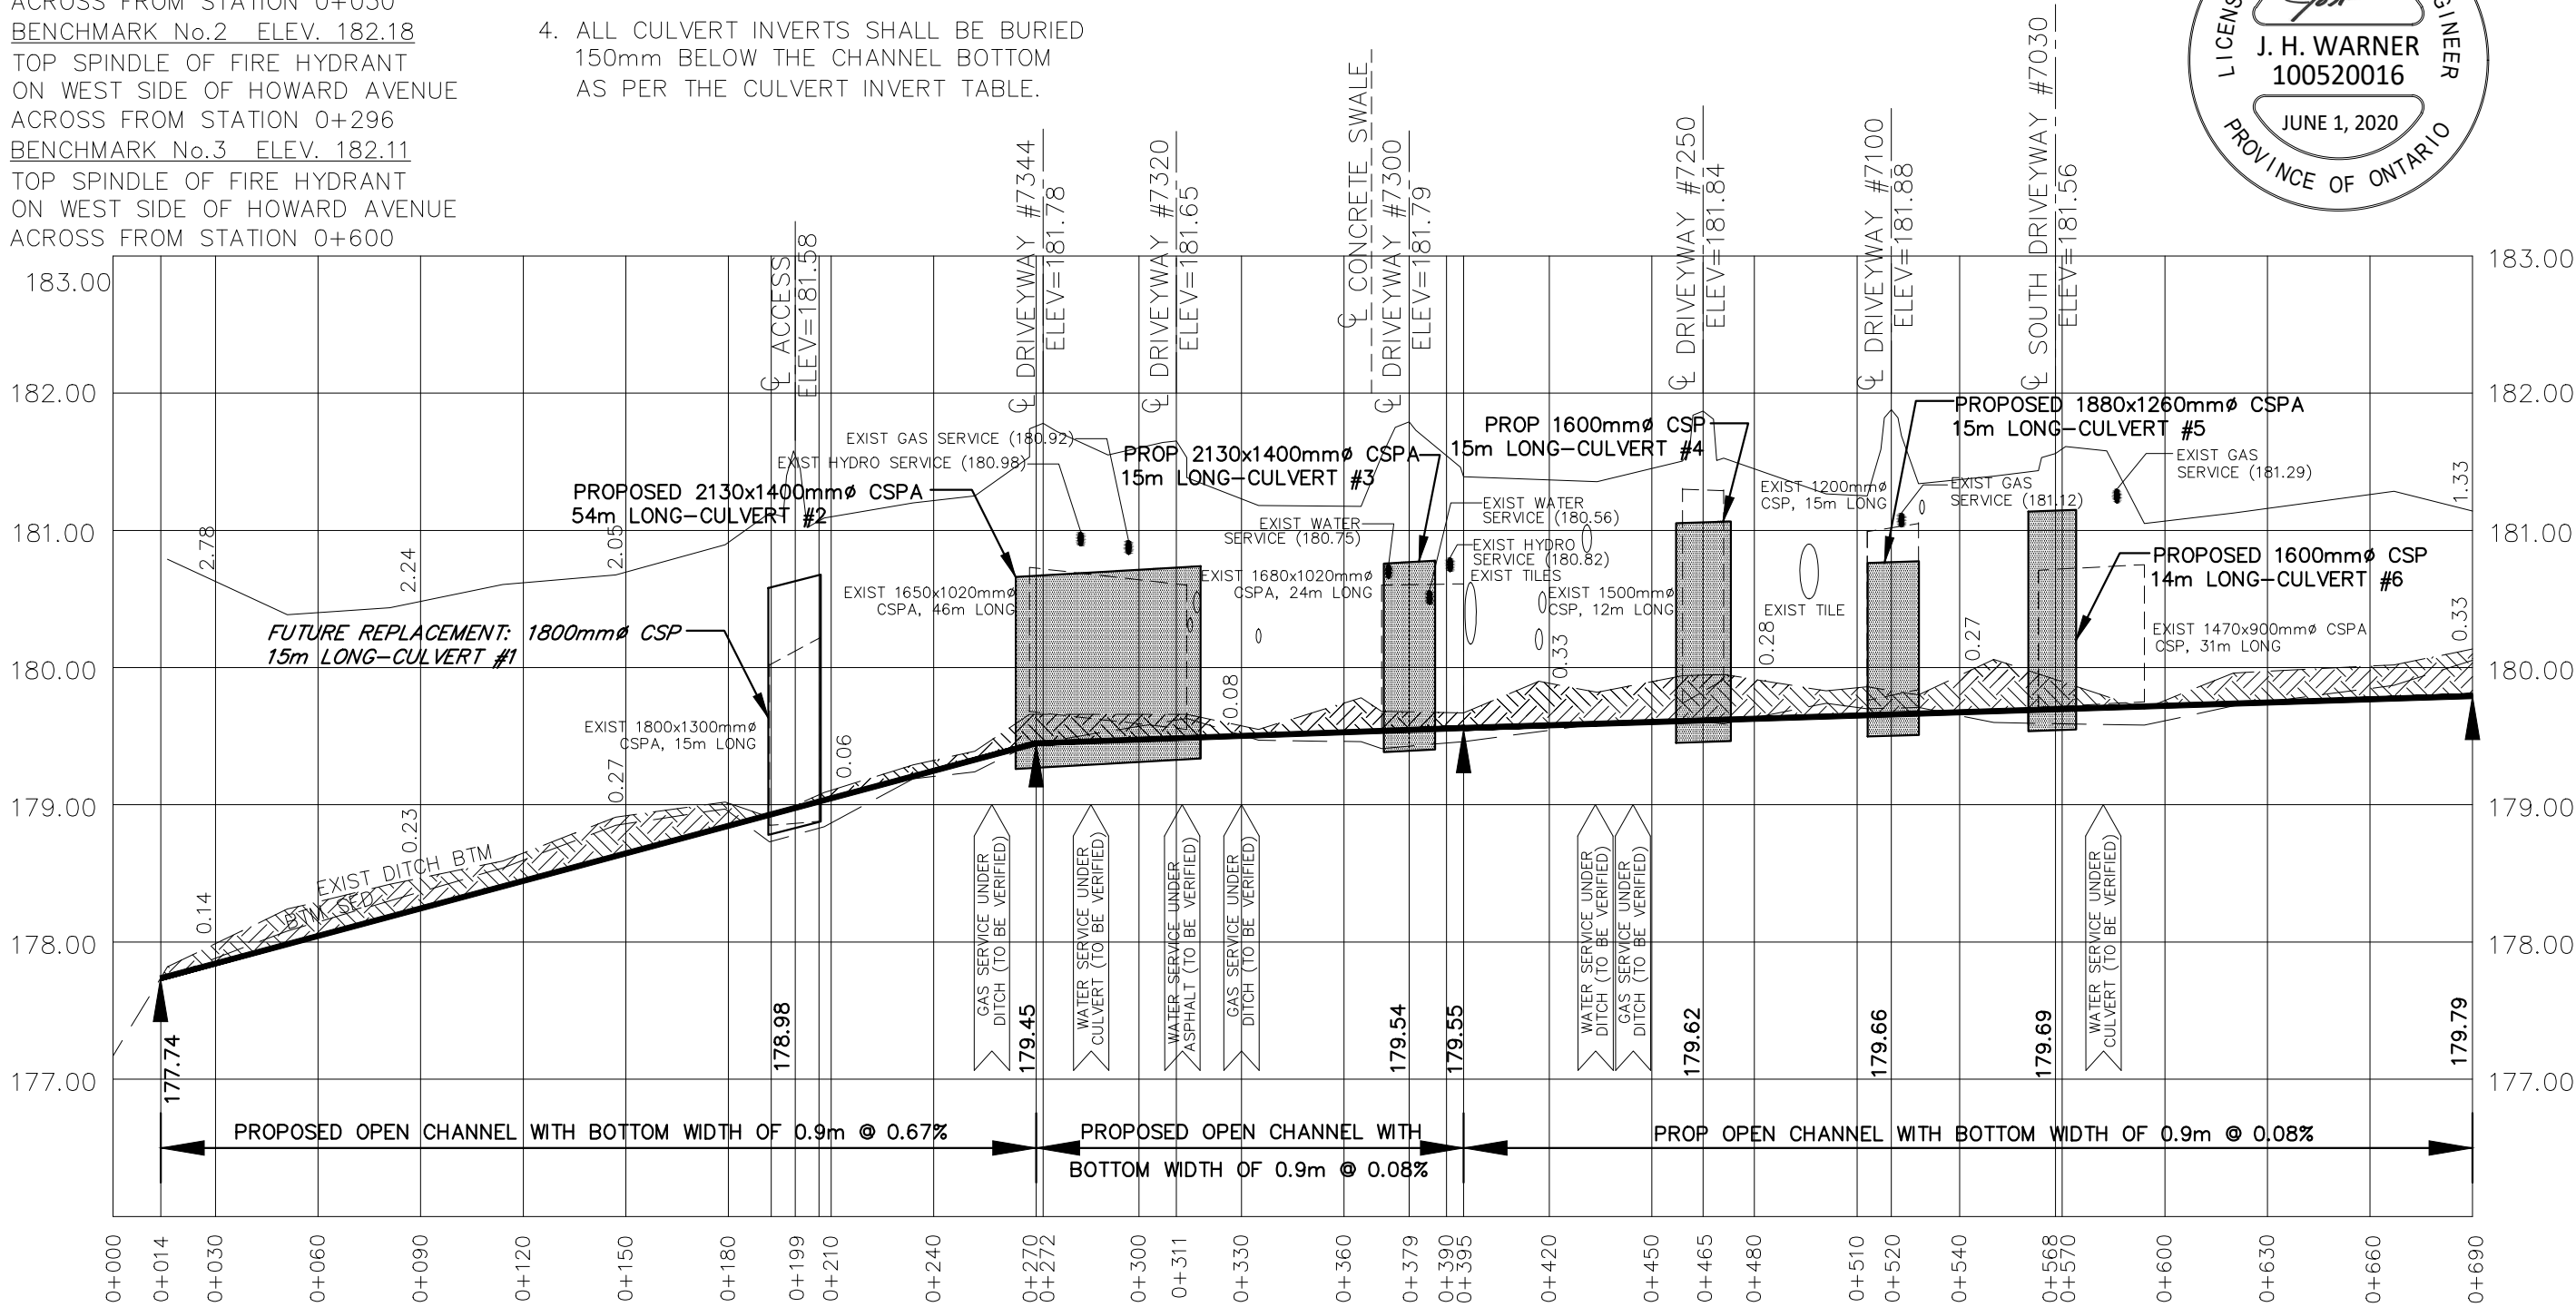 ACROSS FROM STATION 0+050
BENCHMARK No.2 ELEV. 182.18
TOP SPINDLE OF FIRE HYDRANT
ON WEST SIDE OF HOWARD AVENUE
ACROSS FROM STATION 0+296
BENCHMARK No.3 ELEV. 182.11
TOP SPINDLE OF FIRE HYDRANT
ON WEST SIDE OF HOWARD AVENUE
ACROSS FROM STATION 0+600
4. ALL CULVERT INVERTS SHALL BE BURIED
150mm BELOW THE CHANNEL BOTTOM
AS PER THE CULVERT INVERT TABLE.
J. H. WARNER
100520016
JUNE 1, 2020
PROVINCE OF ONTARIO
℄ ACCESS
ELEV=181.58
℄ DRIVEYWAY #7344
ELEV=181.78
℄ DRIVEYWAY #7320
ELEV=181.65
℄ CONCRETE SWALE
℄ DRIVEYWAY #7300
ELEV=181.79
℄ DRIVEYWAY #7250
ELEV=181.84
℄ DRIVEYWAY #7100
ELEV=181.88
℄ SOUTH DRIVEYWAY #7030
ELEV=181.56
183.00
182.00
181.00
180.00
179.00
178.00
177.00
183.00
182.00
181.00
180.00
179.00
178.00
177.00
EXIST GAS SERVICE (180.92)
EXIST HYDRO SERVICE (180.98)
PROPOSED 2130x1400mmø CSPA
54m LONG-CULVERT #2
PROP 2130x1400mmø CSPA
15m LONG-CULVERT #3
PROP 1600mmø CSP
15m LONG-CULVERT #4
PROPOSED 1880x1260mmø CSPA
15m LONG-CULVERT #5
EXIST GAS
SERVICE (181.29)
EXIST 1200mmø
CSP, 15m LONG
EXIST GAS
SERVICE (181.12)
EXIST WATER
SERVICE (180.56)
EXIST WATER
SERVICE (180.75)
EXIST HYDRO
SERVICE (180.82)
EXIST TILES
PROPOSED 1600mmø CSP
14m LONG-CULVERT #6
EXIST 1650x1020mmø
CSPA, 46m LONG
EXIST 1680x1020mmø
CSPA, 24m LONG
EXIST 1500mmø
CSP, 12m LONG
EXIST TILE
EXIST 1470x900mmø CSPA
CSP, 31m LONG
FUTURE REPLACEMENT: 1800mmø CSP
15m LONG-CULVERT #1
EXIST 1800x1300mmø
CSPA, 15m LONG
EXIST DITCH BTM
BTM SED
2.78
2.24
2.05
1.33
0.14
0.23
0.27
0.06
0.08
0.33
0.28
0.27
0.33
GAS SERVICE UNDER
DITCH (TO BE VERIFIED)
WATER SERVICE UNDER
CULVERT (TO BE VERIFIED)
WATER SERVICE UNDER
ASPHALT (TO BE VERIFIED)
GAS SERVICE UNDER
DITCH (TO BE VERIFIED)
WATER SERVICE UNDER
DITCH (TO BE VERIFIED)
GAS SERVICE UNDER
DITCH (TO BE VERIFIED)
WATER SERVICE UNDER
CULVERT (TO BE VERIFIED)
177.74
178.98
179.45
179.54
179.55
179.62
179.66
179.69
179.79
PROPOSED OPEN CHANNEL WITH BOTTOM WIDTH OF 0.9m @ 0.67%
PROPOSED OPEN CHANNEL WITH
BOTTOM WIDTH OF 0.9m @ 0.08%
PROP OPEN CHANNEL WITH BOTTOM WIDTH OF 0.9m @ 0.08%
0+000
0+014
0+030
0+060
0+090
0+120
0+150
0+180
0+199
0+210
0+240
0+270
0+272
0+300
0+311
0+330
0+360
0+379
0+390
0+395
0+420
0+450
0+465
0+480
0+510
0+520
0+540
0+568
0+570
0+600
0+630
0+660
0+690